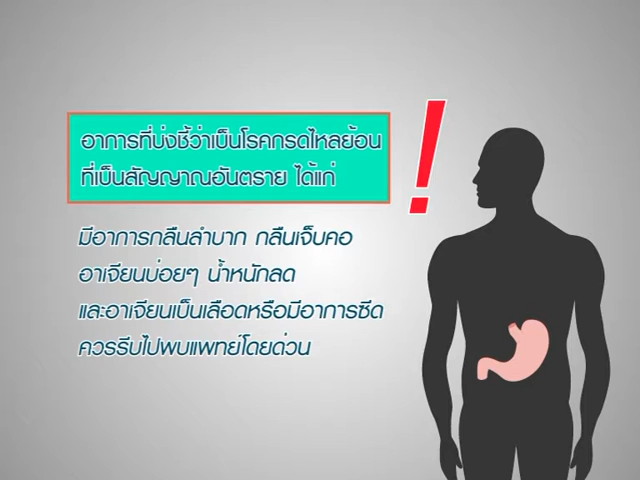 อาการที่บ่งชี้ว่าเป็นโรคกรดไหลย้อน
ที่เป็นสัญญาณอันตราย ได้แก่
!
มีอาการกลืนลำบาก กลืนเจ็บคอ
อาเจียนบ่อยๆ น้ำหนักลด
และอาเจียนเป็นเลือดหรือมีอาการซีด
ควรรีบไปพบแพทย์โดยด่วน